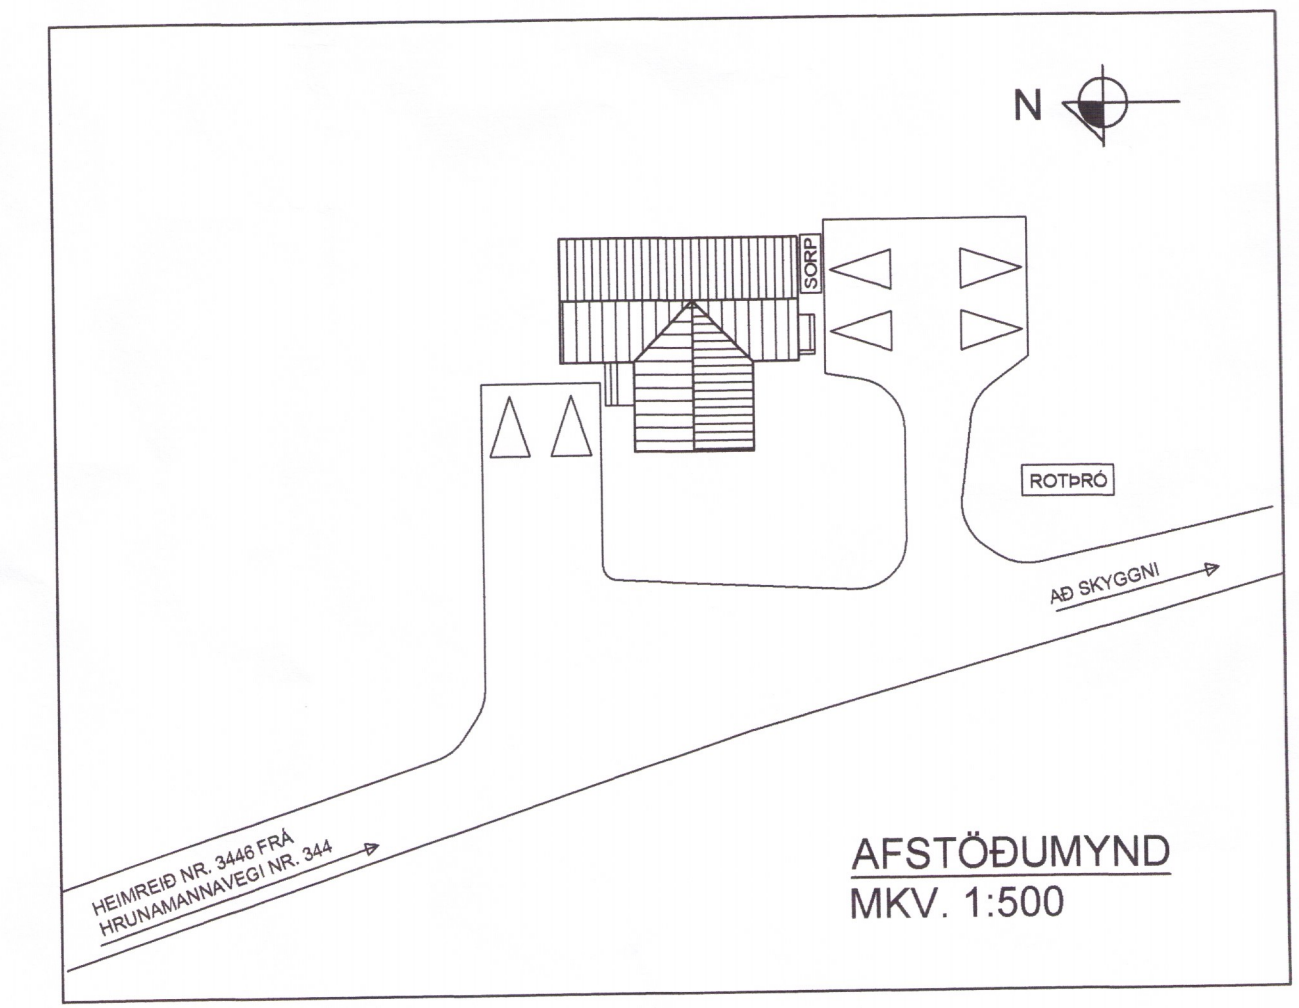 N
SORP
ROTÞRÓ
AÐ SKYGGNI
HEIMREIÐ NR. 3446 FRÁ
HRUNAMANNAVEGI NR. 344
AFSTÖÐUMYND
MKV. 1:500